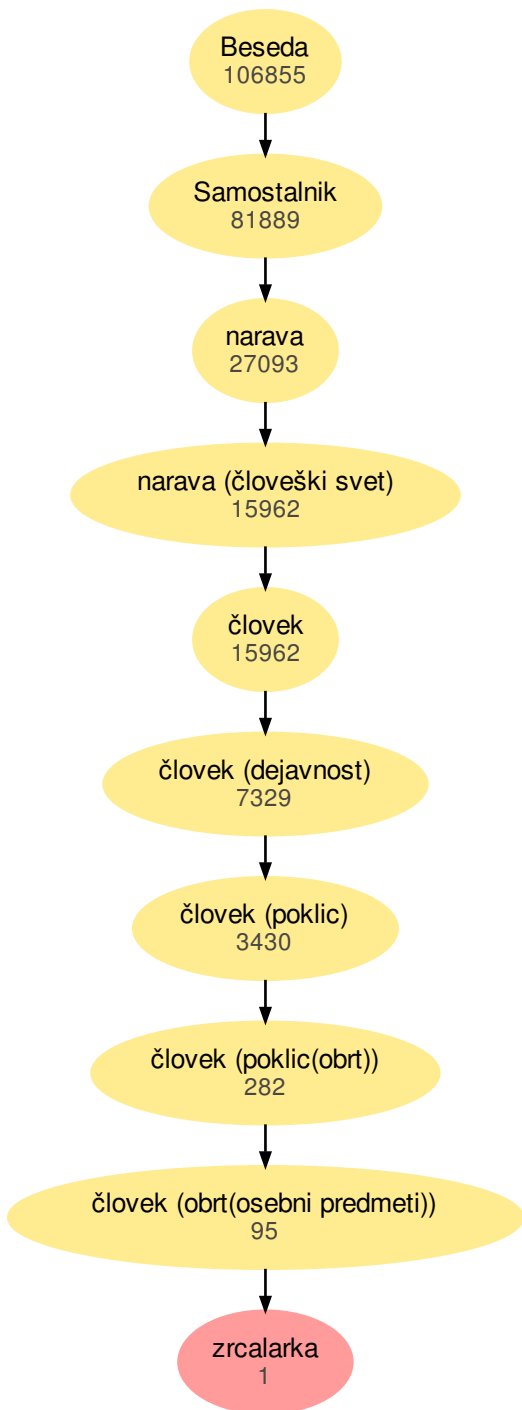 Beseda
106855
Samostalnik
81889
narava
27093
narava (človeški svet)
15962
človek
15962
človek (dejavnost)
7329
človek (poklic)
3430
človek (poklic(obrt))
282
človek (obrt(osebni predmeti))
95
zrcalarka
1